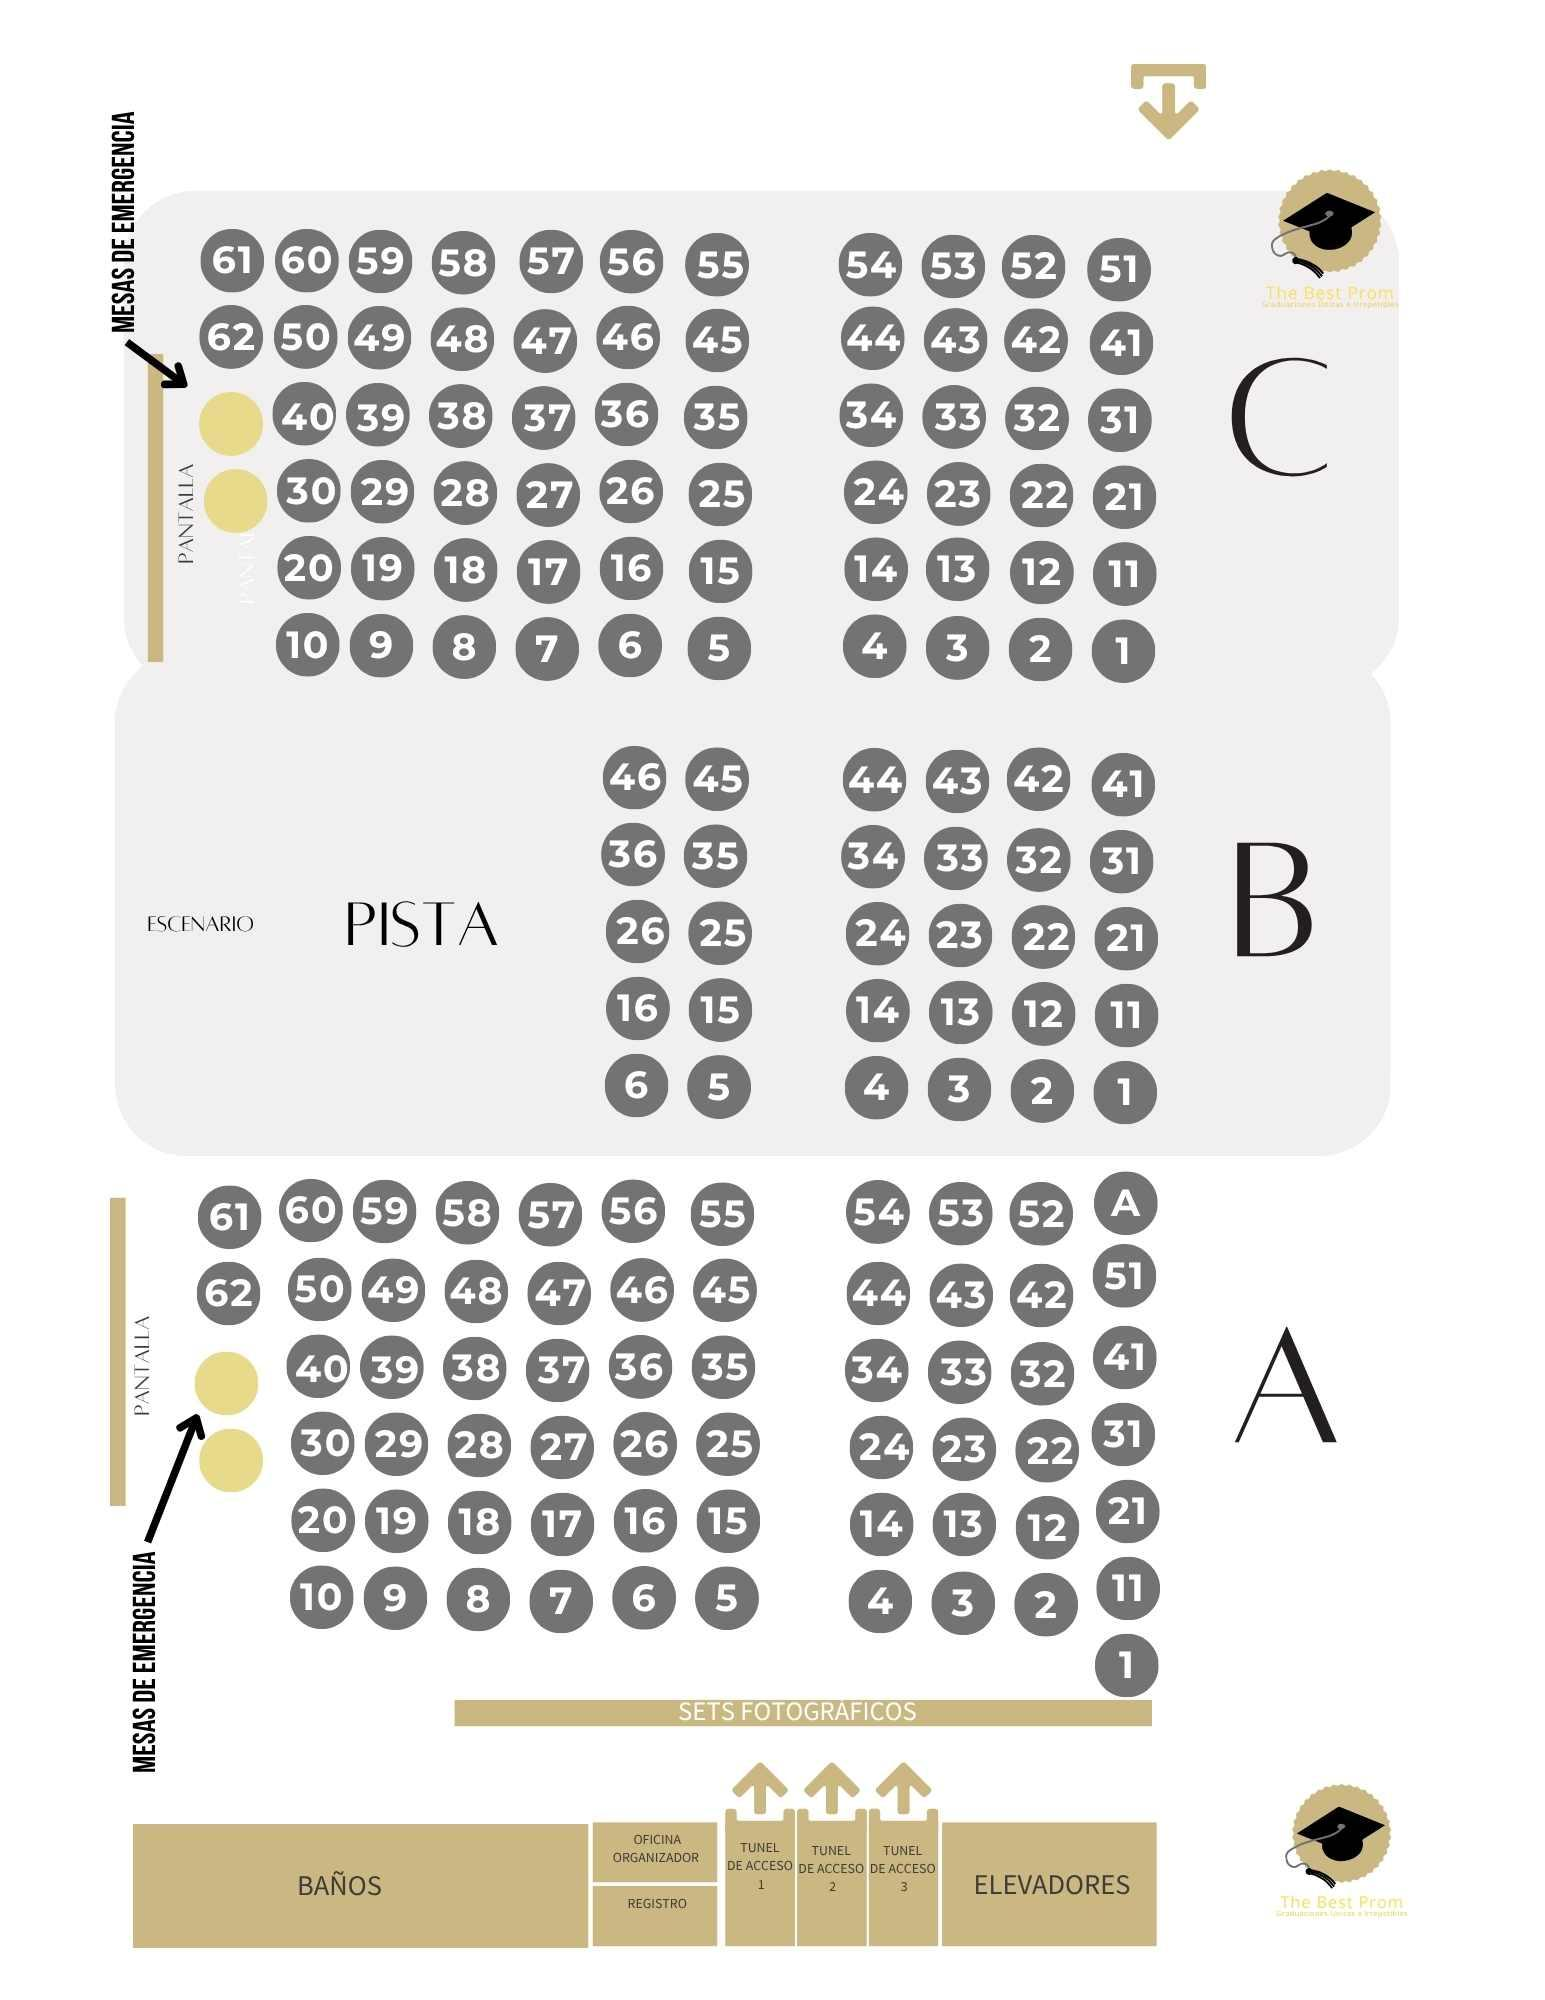 MESAS DE EMERGENCIA
The Best Prom
Graduaciones Únicas e Irrepetibles
61 60 59 58 57 56 55 54 53 52 51
62 50 49 48 47 46 45 44 43 42 41
C
40 39 38 37 36 35 34 33 32 31
PANTALLA
30 29 28 27 26 25 24 23 22 21
20 19 18 17 16 15 14 13 12 11
10 9 8 7 6 5 4 3 2 1
46 45 44 43 42 41
36 35 34 33 32 31
B
ESCENARIO
PISTA
26 25 24 23 22 21
16 15 14 13 12 11
6 5 4 3 2 1
61 60 59 58 57 56 55 54 53 52 A
62 50 49 48 47 46 45 44 43 42 51
PANTALLA
40 39 38 37 36 35 34 33 32 41
A
30 29 28 27 26 25 24 23 22 31
20 19 18 17 16 15 14 13 12 21
10 9 8 7 6 5 4 3 2 11
1
MESAS DE EMERGENCIA
SETS FOTOGRÁFICOS
BAÑOS
OFICINA
ORGANIZADOR
REGISTRO
TUNEL
DE ACCESO
1
TUNEL
DE ACCESO
2
TUNEL
DE ACCESO
3
ELEVADORES
The Best Prom
Graduaciones Únicas e Irrepetibles